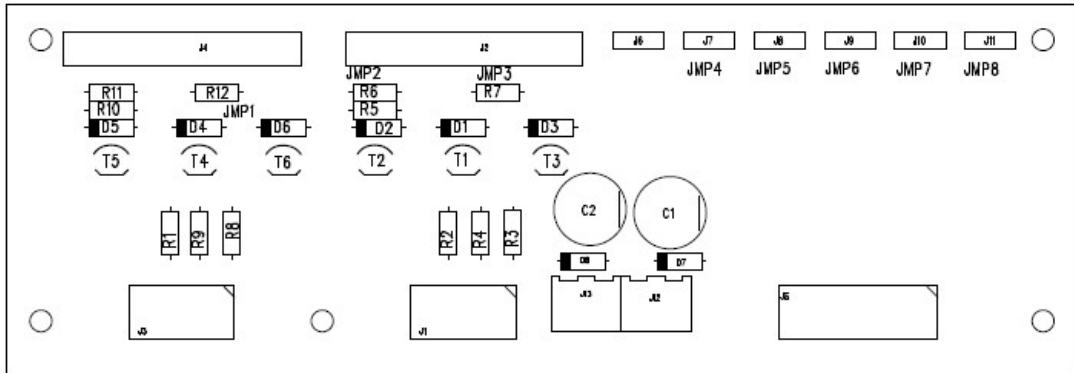 J4 J2 J6 J7 J8 J9 J10 J11
JMP2 JMP3 JMP4 JMP5 JMP6 JMP7 JMP8
R11 R12 R6 R7
R10 JMP1 R5
D5 D4 D6 D2 D1 D3
T5 T4 T6 T2 T1 T3
C2 C1
R1 R9 R8 R2 R4 R3
D8 D7
J13 J12 J5
J3 J1